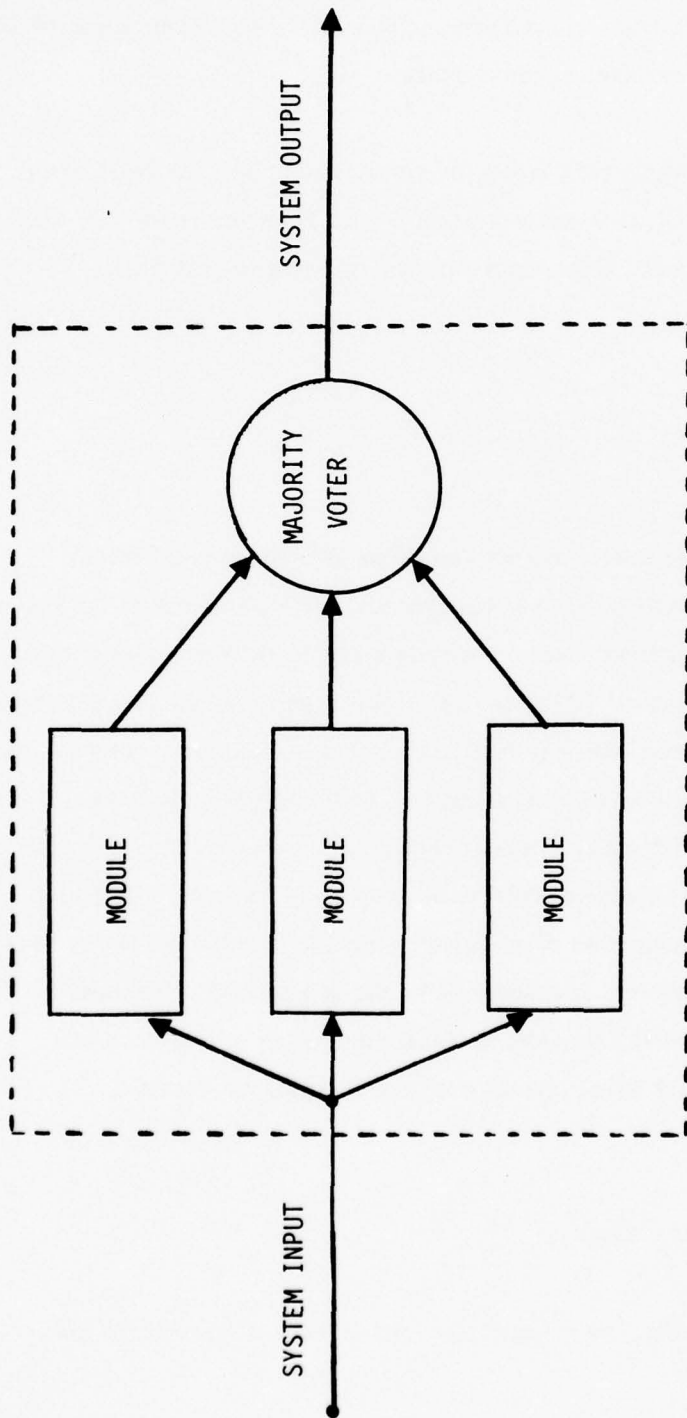 SYSTEM INPUT
MODULE
MODULE
MODULE
MAJORITY
VOTER
SYSTEM OUTPUT